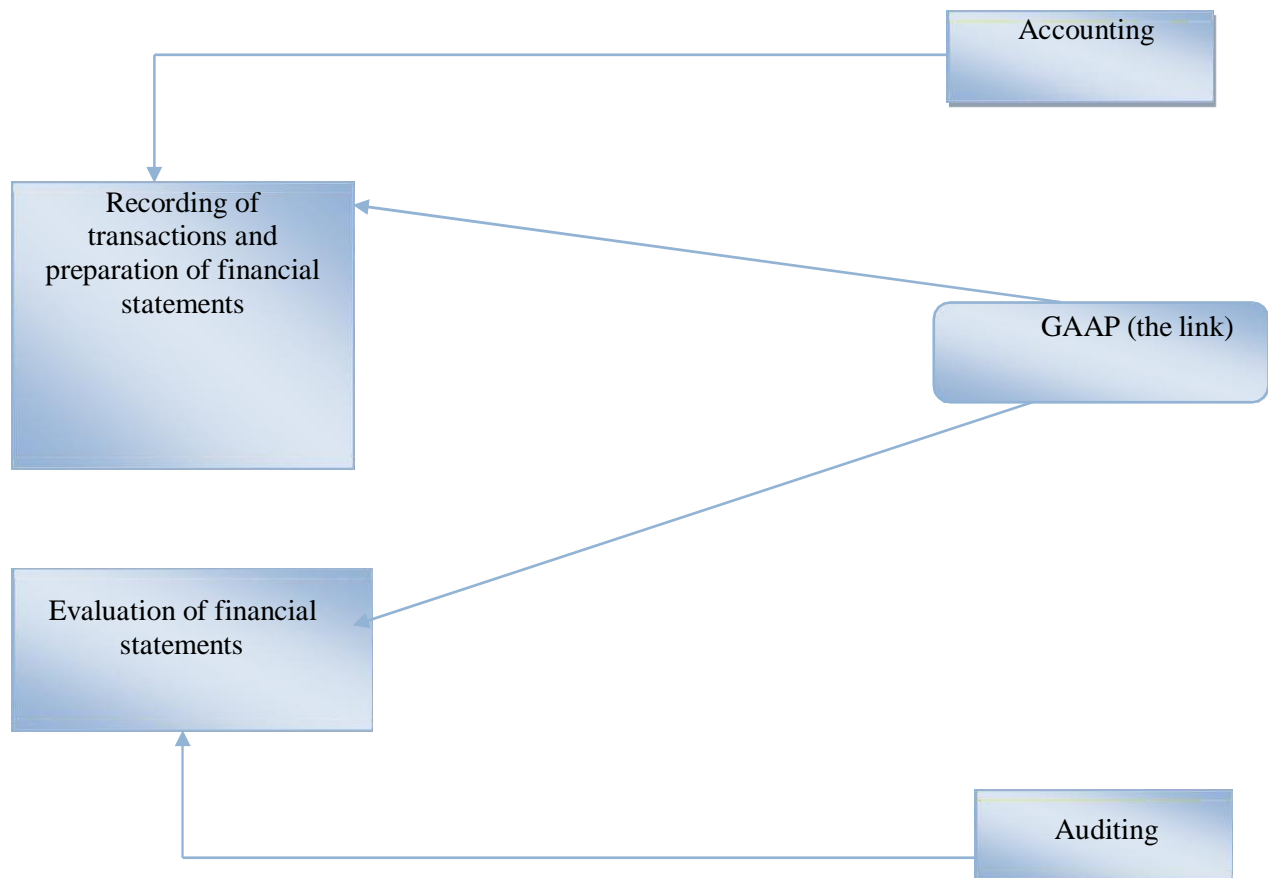 Accounting
Recording of
transactions and
preparation of financial
statements
GAAP (the link)
Evaluation of financial
statements
Auditing